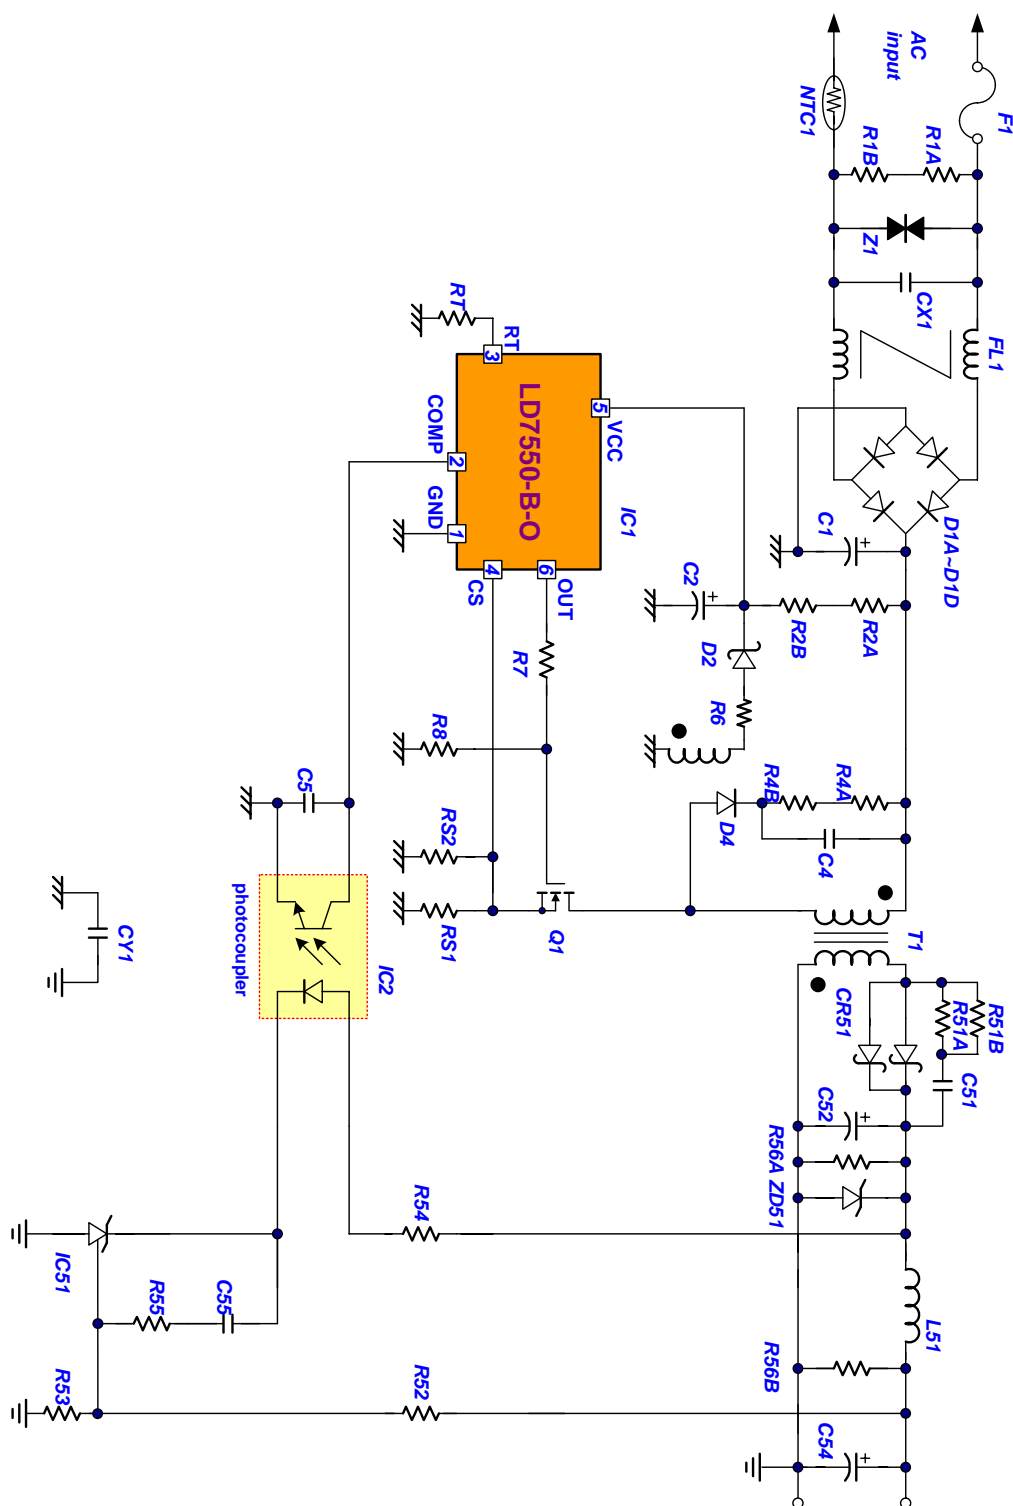 AC
input
F1
NTC1
R1A
R1B
Z1
CX1
FL1
D1A~D1D
C1
+
R2A
R2B
C2
+
D2
R6
R4A
R4B
C4
D4
T1
RT
RT
3
LD7550-B-O
IC1
5
VCC
COMP
2
GND
1
4
CS
6
OUT
R7
R8
RS2
RS1
Q1
C5
photocoupler
IC2
CY1
CR51
R51A
R51B
C51
C52
+
R56A
ZD51
R54
L51
IC51
R55
C55
R56B
R53
R52
C54
+